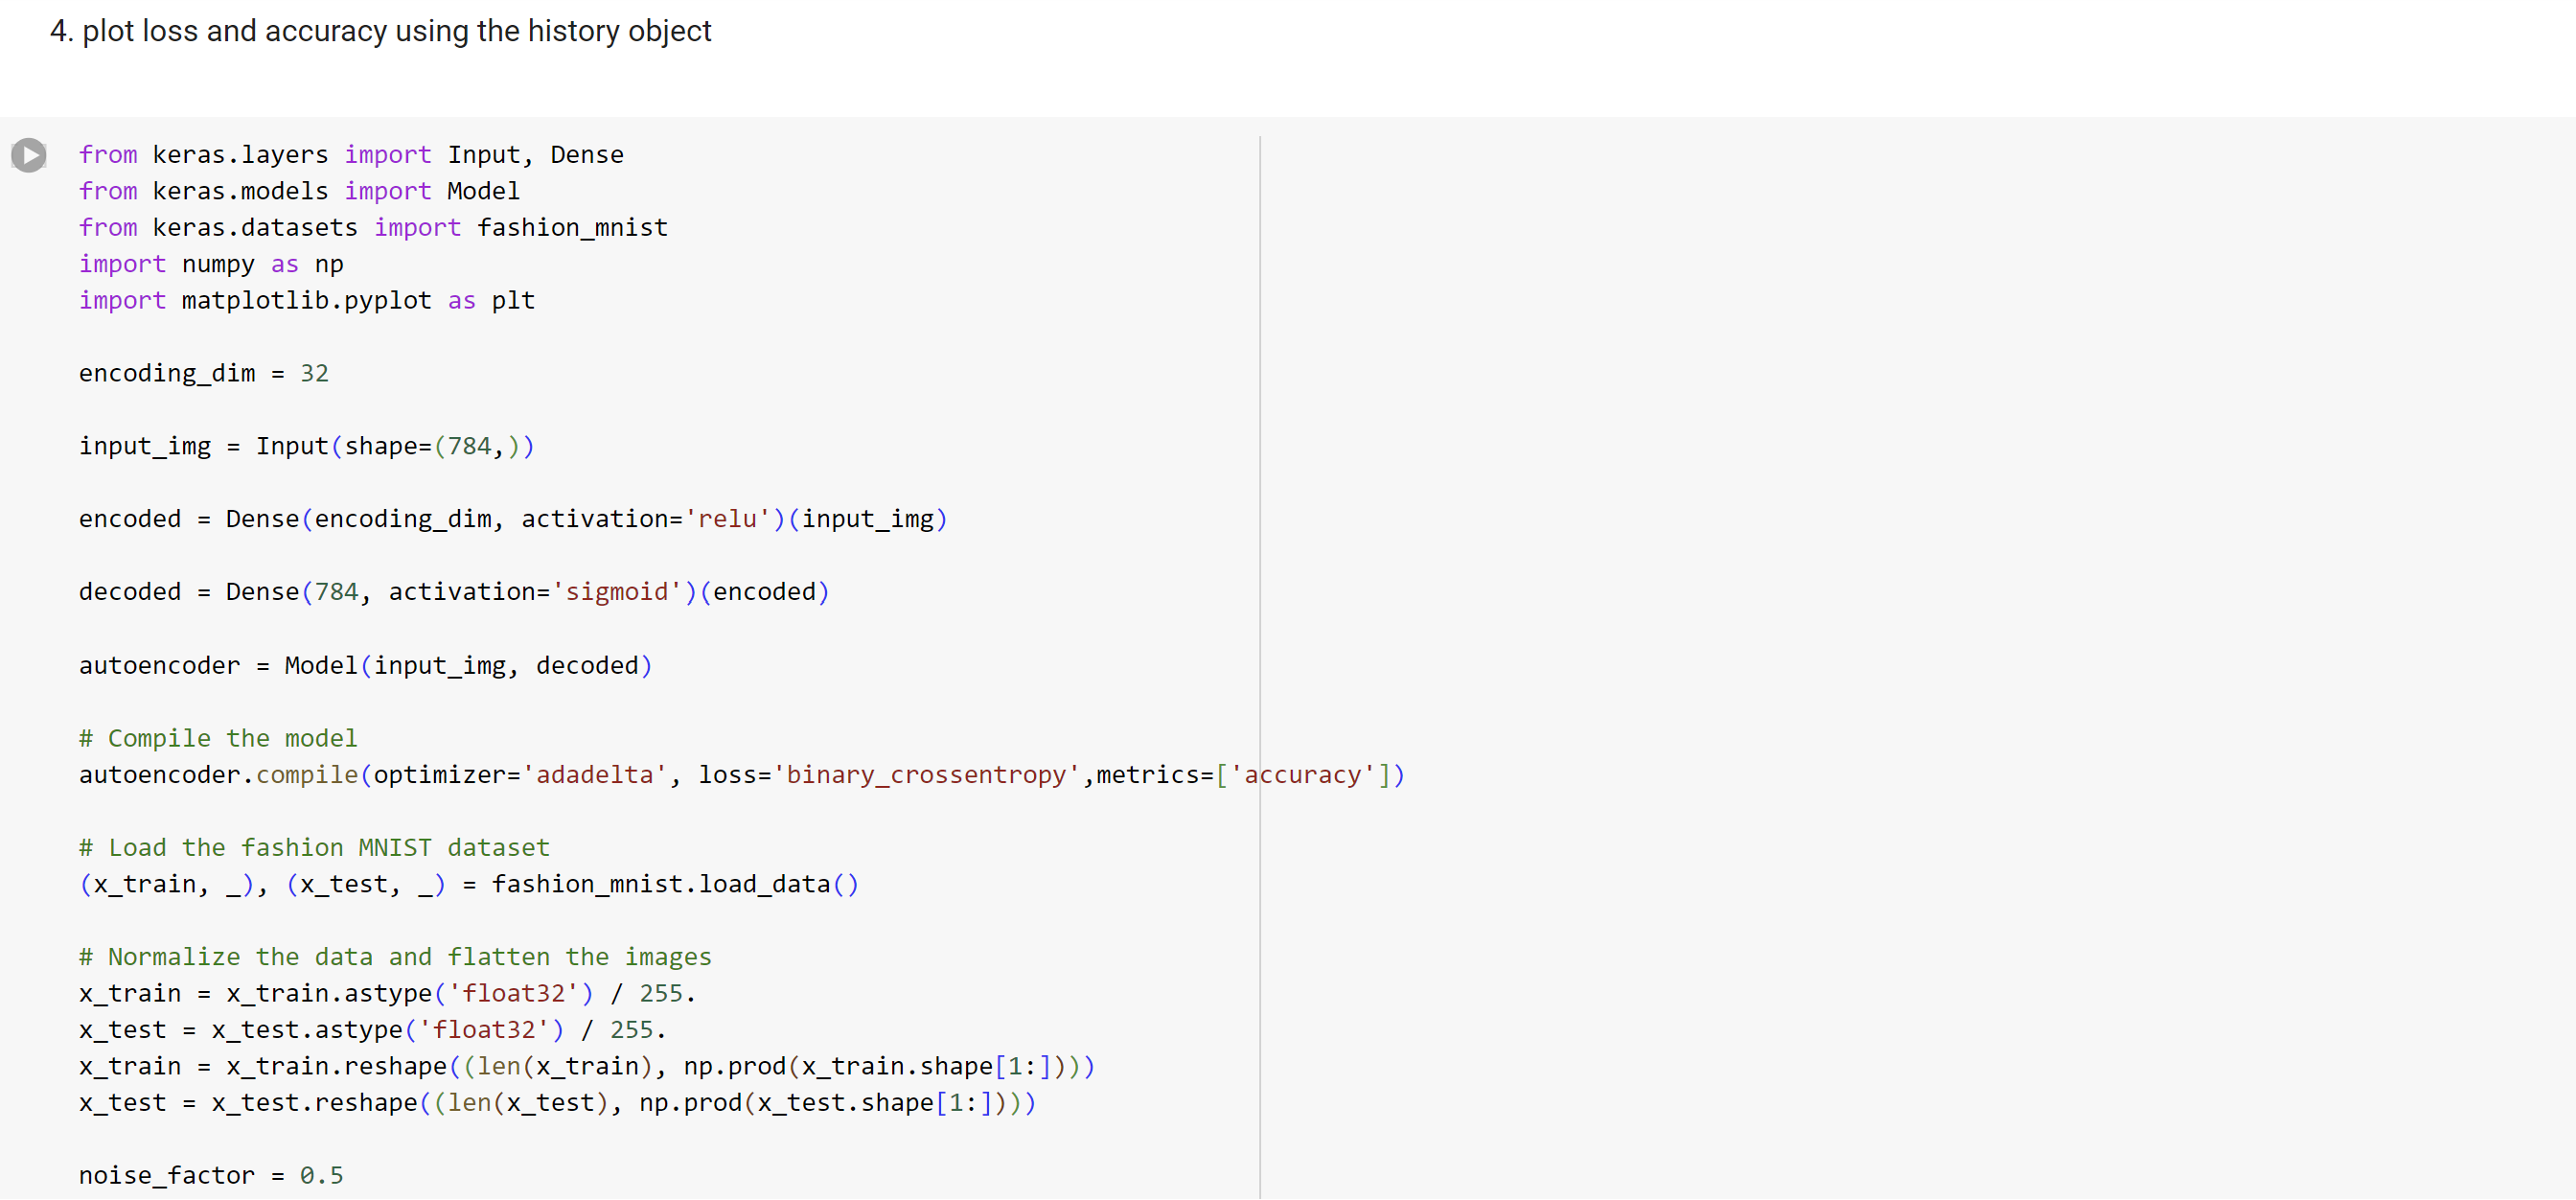 4. plot loss and accuracy using the history object
from keras.layers import Input, Dense
from keras.models import Model
from keras.datasets import fashion_mnist
import numpy as np
import matplotlib.pyplot as plt
encoding_dim = 32
input_img = Input(shape=(784,))
encoded = Dense(encoding_dim, activation='relu')(input_img)
decoded = Dense(784, activation='sigmoid')(encoded)
autoencoder = Model(input_img, decoded)
# Compile the model
autoencoder.compile(optimizer='adadelta', loss='binary_crossentropy',metrics=['accuracy'])
# Load the fashion MNIST dataset
(x_train, _), (x_test, _) = fashion_mnist.load_data()
# Normalize the data and flatten the images
x_train = x_train.astype('float32') / 255.
x_test = x_test.astype('float32') / 255.
x_train = x_train.reshape((len(x_train), np.prod(x_train.shape[1:])))
x_test = x_test.reshape((len(x_test), np.prod(x_test.shape[1:])))
noise_factor = 0.5